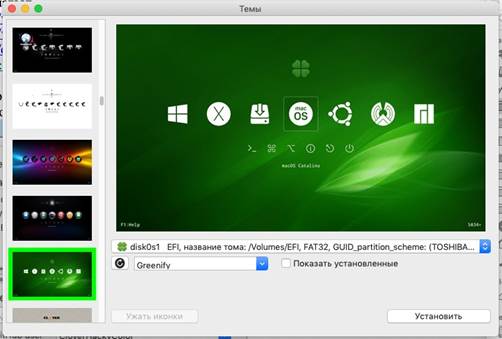 Темы
mac
OS
macOS Catalina
F1:Help
disk0s1 EFI, название тома: /Volumes/EFI, FAT32, GUID_partition_scheme: (TOSHIBA...
Greenify
Показать установленные
Ужать иконки
Установить